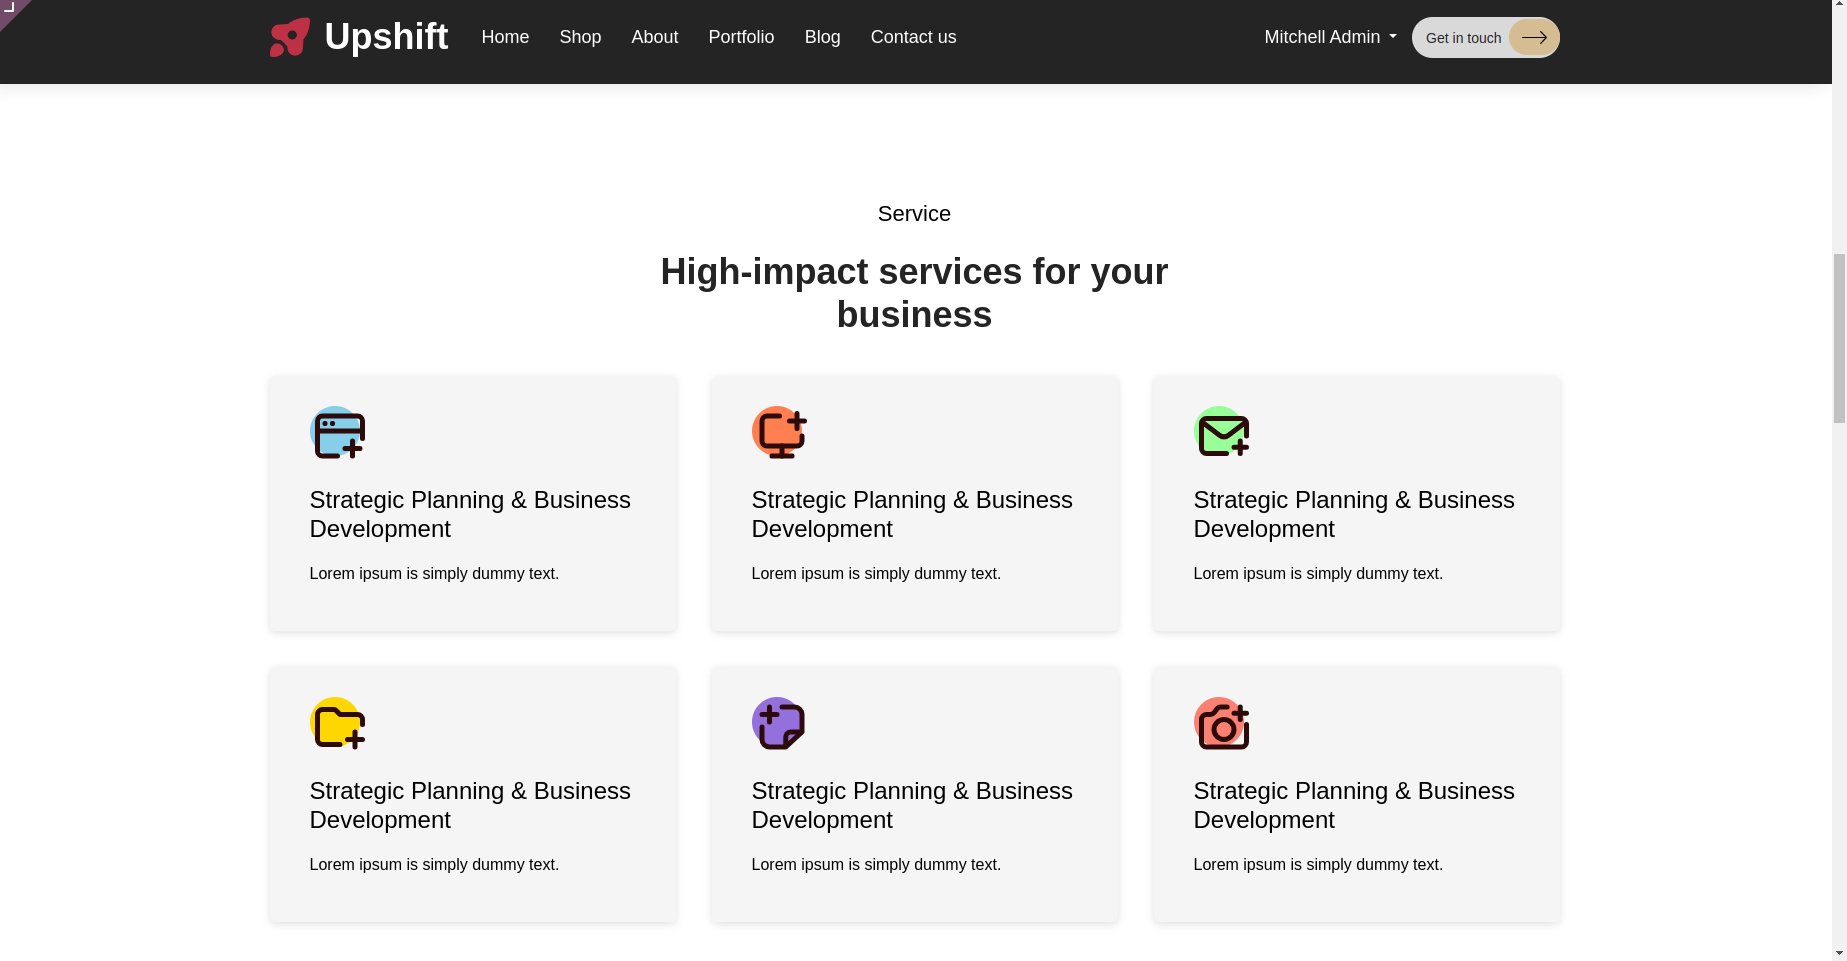 Upshift Home Shop About Portfolio Blog Contact us Mitchell Admin Get in touch
Service
High-impact services for your
business
Strategic Planning & Business
Development
Lorem ipsum is simply dummy text.
Strategic Planning & Business
Development
Lorem ipsum is simply dummy text.
Strategic Planning & Business
Development
Lorem ipsum is simply dummy text.
Strategic Planning & Business
Development
Lorem ipsum is simply dummy text.
Strategic Planning & Business
Development
Lorem ipsum is simply dummy text.
Strategic Planning & Business
Development
Lorem ipsum is simply dummy text.